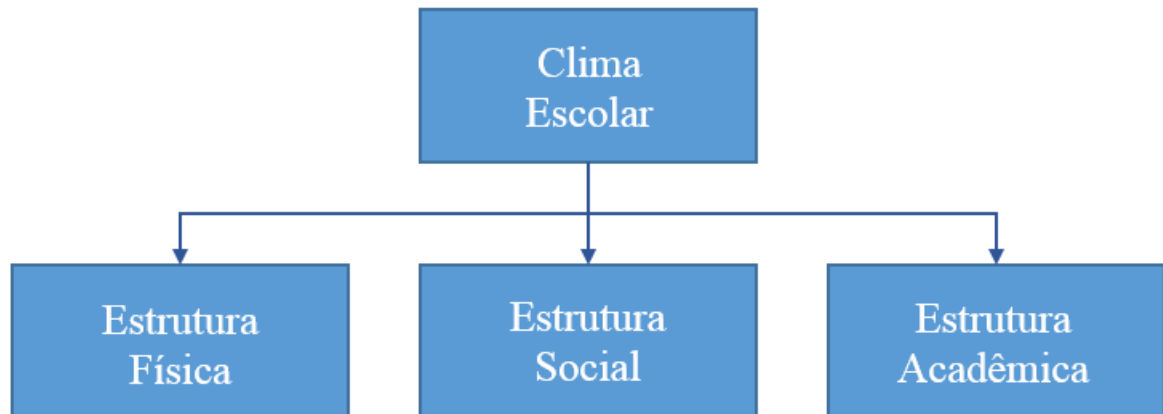 Clima
Escolar
Estrutura
Física
Estrutura
Social
Estrutura
Acadêmica